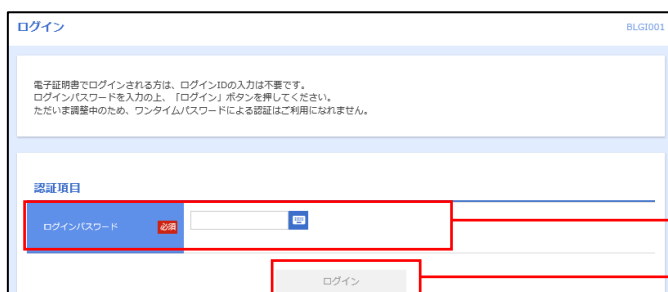 ログイン
BLGI001
電子証明書でログインされる方は、ログインIDの入力は不要です。
ログインパスワードを入力の上、「ログイン」ボタンを押してください。
ただいま調整中のため、ワンタイムパスワードによる認証はご利用になれません。
認証項目
ログインパスワード 必須
ログイン